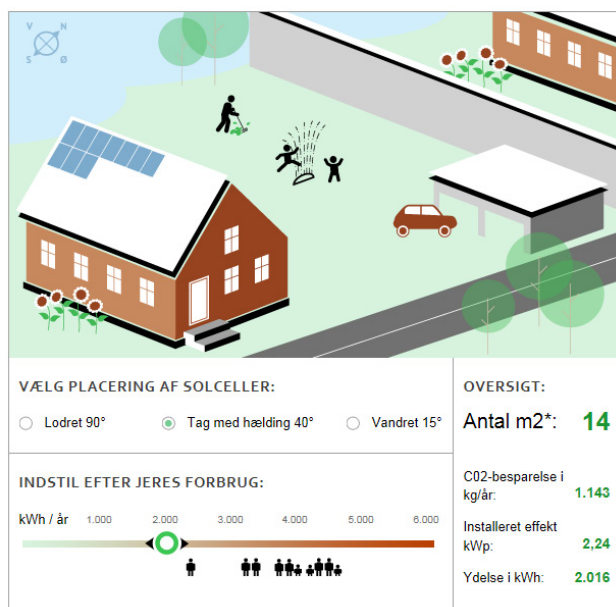 V N
S Ø
VÆLG PLACERING AF SOLCELLER:
Lodret 90°
Tag med hældning 40°
Vandret 15°
INDSTIL EFTER JERES FORBRUG:
kWh / år 1.000 2.000 3.000 4.000 5.000 6.000
OVERSIGT:
Antal m2*: 14
C02-besparelse i
kg/år: 1.143
Installeret effekt
kWp: 2,24
Ydelse i kWh: 2.016